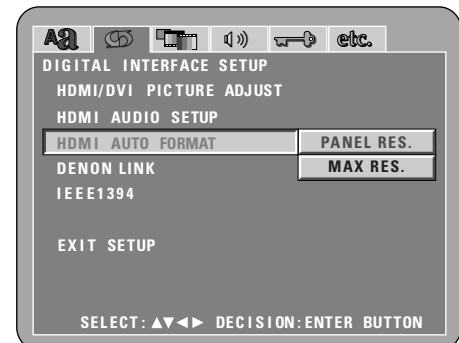 Aa etc.
DIGITAL INTERFACE SETUP
HDMI/DVI PICTURE ADJUST
HDMI AUDIO SETUP
HDMI AUTO FORMAT PANEL RES.
DENON LINK MAX RES.
IEEE1394
EXIT SETUP
SELECT:▲▼◄► DECISION:ENTER BUTTON